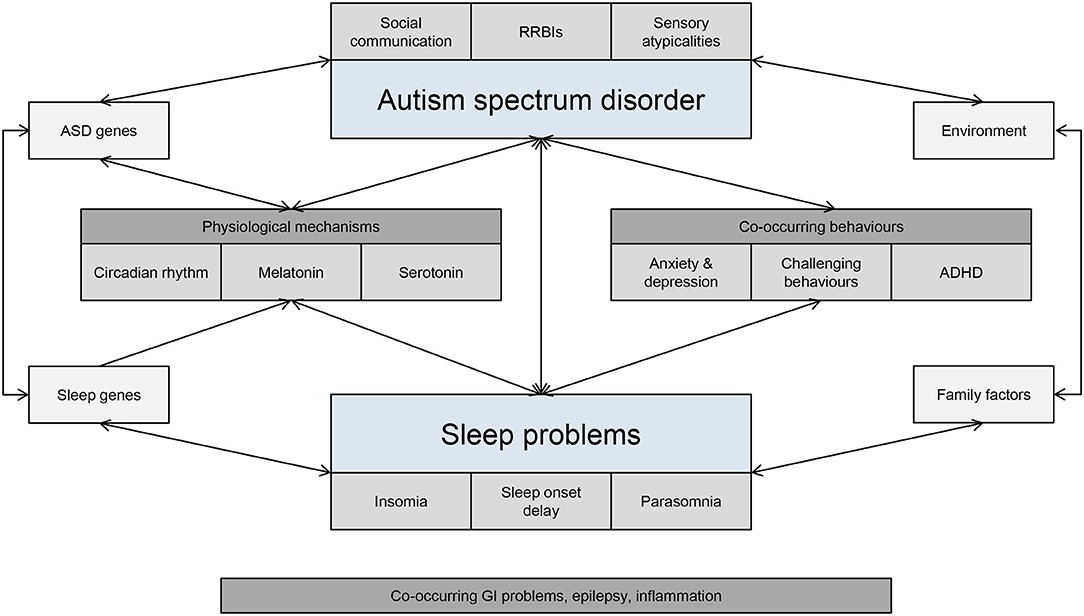 Social
communication
RRBIs
Sensory
atypicalities
Autism spectrum disorder
ASD genes
Environment
Physiological mechanisms
Circadian rhythm
Melatonin
Serotonin
Co-occurring behaviours
Anxiety &
depression
Challenging
behaviours
ADHD
Sleep genes
Family factors
Sleep problems
Insomia
Sleep onset
delay
Parasomnia
Co-occurring GI problems, epilepsy, inflammation